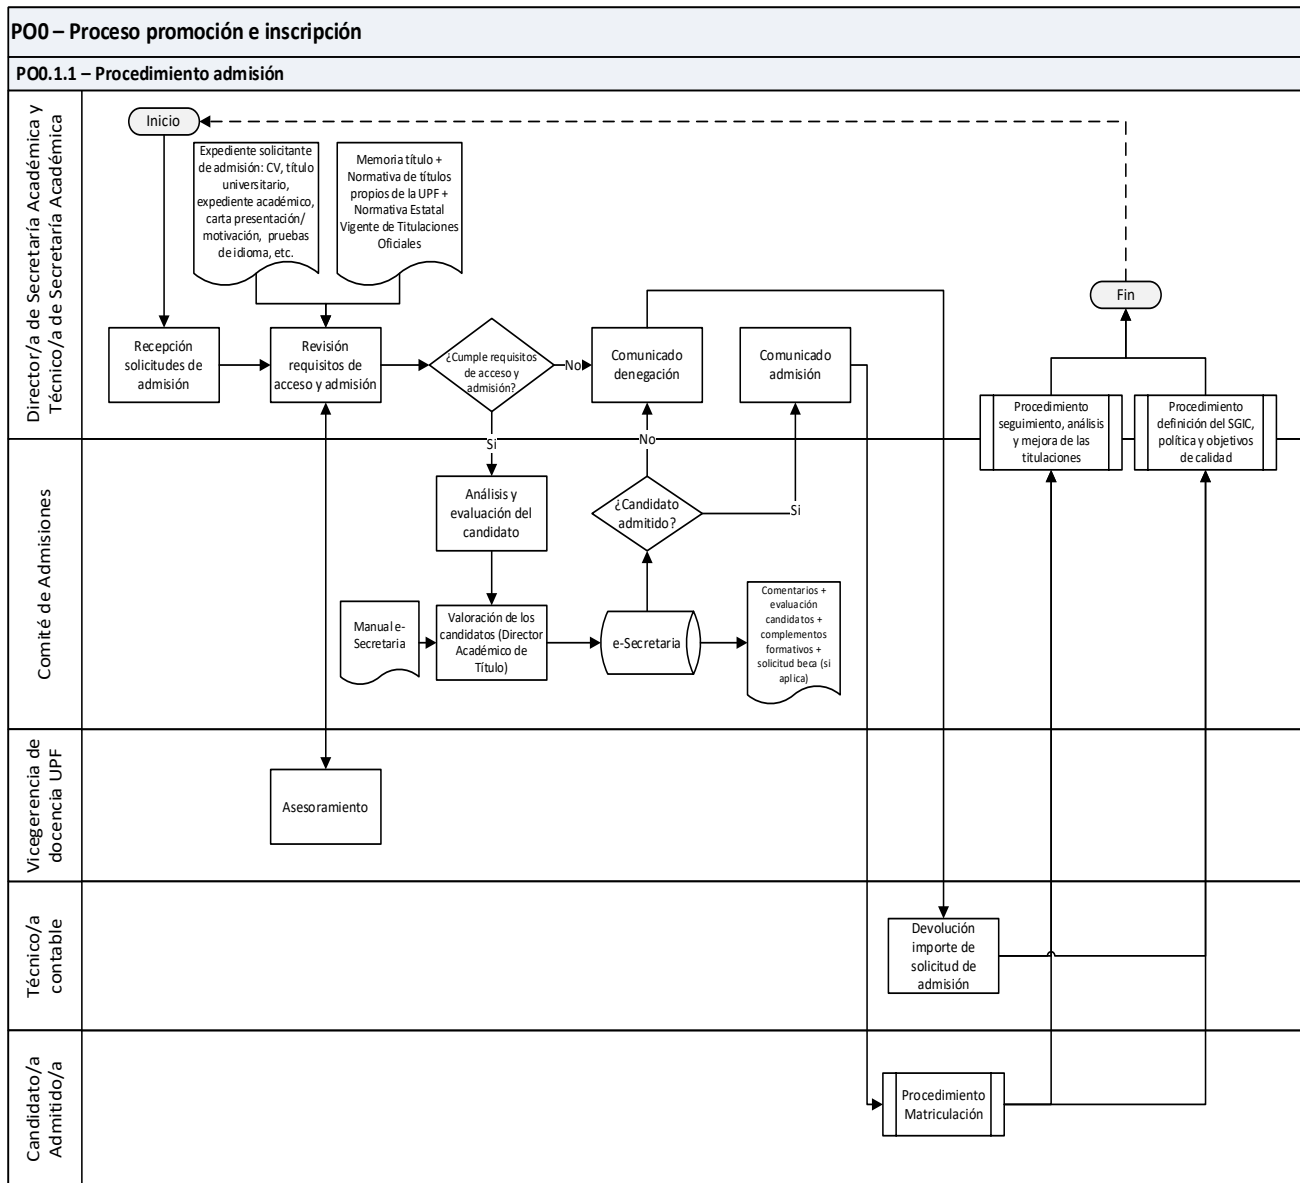 PO0 – Proceso promoción e inscripción
PO0.1.1 – Procedimiento admisión
Director/a de Secretaría Académica y
Técnico/a de Secretaría Académica
Inicio
Expediente solicitante
de admisión: CV, título
universitario,
expediente académico,
carta presentación/
motivación, pruebas
de idioma, etc.
Memoria título +
Normativa de títulos
propios de la UPF +
Normativa Estatal
Vigente de Titulaciones
Oficiales
Fin
Recepción
solicitudes de
admisión
Revisión
requisitos de
acceso y admisión
¿Cumple requisitos
de acceso y
admisión?
No
Comunicado
denegación
Comunicado
admisión
Procedimiento
seguimiento, análisis
y mejora de las
titulaciones
Procedimiento
definición del SGIC,
política y objetivos
de calidad
Si
No
Comité de Admisiones
Análisis y
evaluación del
candidato
¿Candidato
admitido?
Si
Manual e-
Secretaria
Valoración de los
candidatos (Director
Académico de
Título)
e-Secretaria
Comentarios +
evaluación
candidatos +
complementos
formativos +
solicitud beca (si
aplica)
Vicegerencia de
docencia UPF
Asesoramiento
Técnico/a
contable
Devolución
importe de
solicitud de
admisión
Candidato/a
Admitido/a
Procedimiento
Matriculación